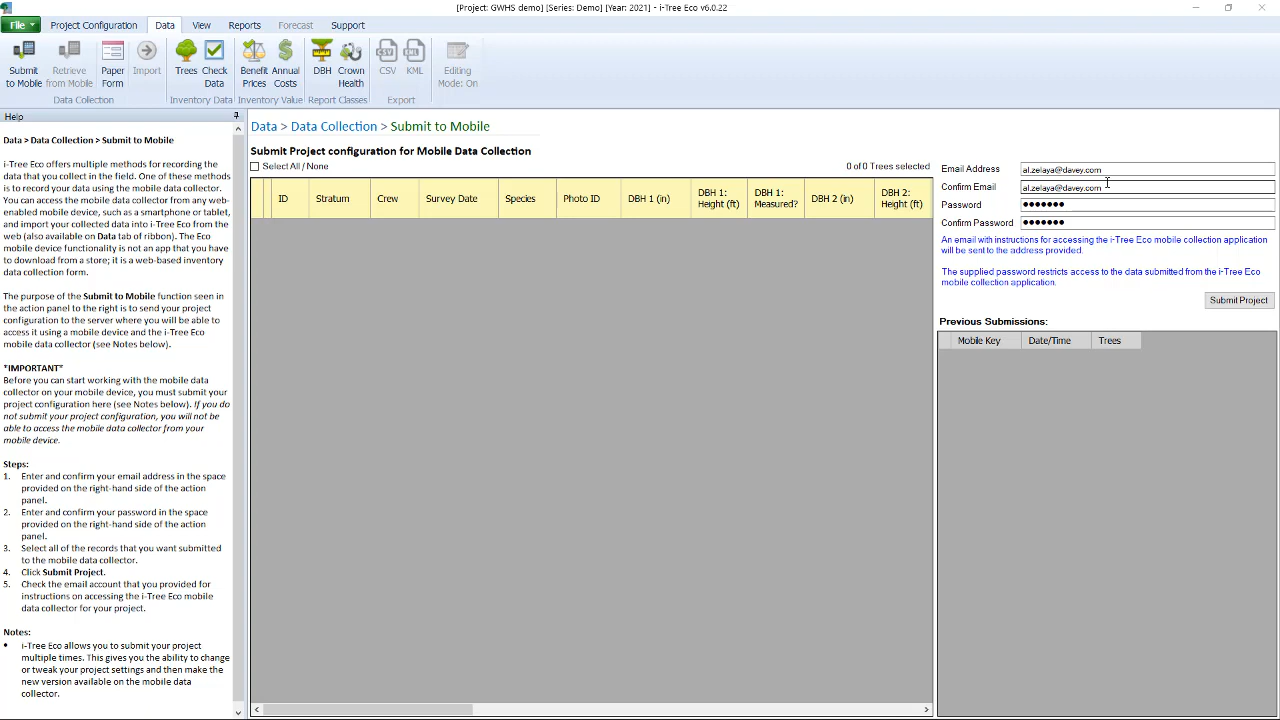 [Project: GWHS demo] [Series: Demo] [Year: 2021] - i-Tree Eco v6.0.22
File Project Configuration Data View Reports Forecast Support
Submit to Mobile
Retrieve from Mobile
Paper Form
Import
Trees
Check Data
Benefit Prices
Annual Costs
DBH
Crown Health
CSV
KML
Editing Mode: On
Data Collection Inventory Data Inventory Value Report Classes Export
Help
Data > Data Collection > Submit to Mobile
i-Tree Eco offers multiple methods for recording the
data that you collect in the field. One of these methods
is to record your data using the mobile data collector.
You can access the mobile data collector from any web-
enabled mobile device, such as a smartphone or tablet,
and import your collected data into i-Tree Eco from the
web (also available on Data tab of ribbon). The Eco
mobile device functionality is not an app that you have
to download from a store; it is a web-based inventory
data collection form.
The purpose of the Submit to Mobile function seen in
the action panel to the right is to send your project
configuration to the server where you will be able to
access it using a mobile device and the i-Tree Eco
mobile data collector (see Notes below).
*IMPORTANT*
Before you can start working with the mobile data
collector on your mobile device, you must submit your
project configuration here (see Notes below). If you do
not submit your project configuration, you will not be
able to access the mobile data collector from your
mobile device.
Steps:
1. Enter and confirm your email address in the space
provided on the right-hand side of the action
panel.
2. Enter and confirm your password in the space
provided on the right-hand side of the action
panel.
3. Select all of the records that you want submitted
to the mobile data collector.
4. Click Submit Project.
5. Check the email account that you provided for
instructions on accessing the i-Tree Eco mobile
data collector for your project.
Notes:
• i-Tree Eco allows you to submit your project
multiple times. This gives you the ability to change
or tweak your project settings and then make the
new version available on the mobile data
collector.
Data > Data Collection > Submit to Mobile
Submit Project configuration for Mobile Data Collection
Select All / None 0 of 0 Trees selected
ID Stratum Crew Survey Date Species Photo ID DBH 1 (in) DBH 1: Height (ft) DBH 1: Measured? DBH 2 (in) DBH 2: Height (ft)
Email Address al.zelaya@davey.com
Confirm Email al.zelaya@davey.com
Password ●●●●●●●
Confirm Password ●●●●●●●
An email with instructions for accessing the i-Tree Eco mobile collection application
will be sent to the address provided.
The supplied password restricts access to the data submitted from the i-Tree Eco
mobile collection application.
Submit Project
Previous Submissions:
Mobile Key Date/Time Trees